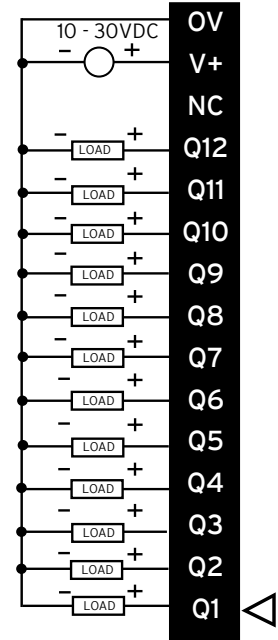 0V
10 - 30VDC
- + V+
NC
- LOAD + Q12
- LOAD + Q11
- LOAD + Q10
- LOAD + Q9
- LOAD + Q8
- LOAD + Q7
- LOAD + Q6
- LOAD + Q5
- LOAD + Q4
- LOAD + Q3
- LOAD + Q2
- LOAD + Q1